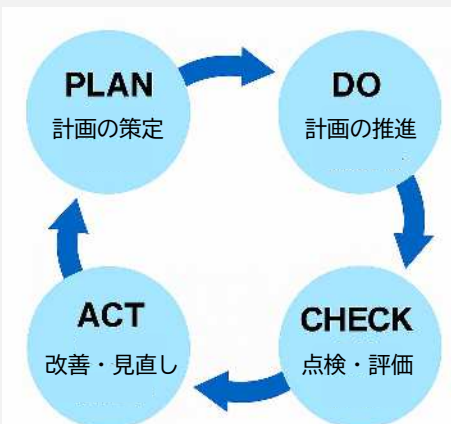 PLAN
計画の策定
DO
計画の推進
CHECK
点検・評価
ACT
改善・見直し